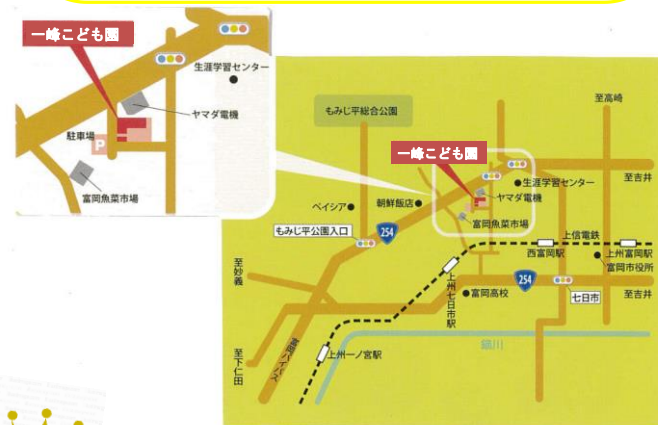 一峰こども園
生涯学習センター
ヤマダ電機
駐車場
P
富岡魚菜市場
もみじ平総合公園
至高崎
一峰こども園
至吉井
生涯学習センター
ヤマダ電機
朝鮮飯店
ベイシア
富岡魚菜市場
もみじ平公園入口
254
上信電鉄
西富岡駅
上州富岡駅
富岡市役所
至妙義
上州七日市駅
254
富岡高校
七日市
至吉井
鏑川
富岡バイパス
上州一ノ宮駅
至下仁田